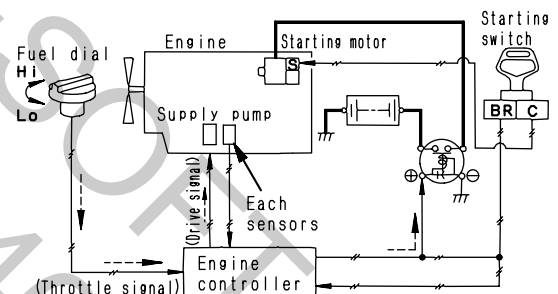 Starting
switch
Engine
Starting motor
Fuel dial
Hi
Lo
S
BR C
Supply pump
Each
sensors
(Drive signal)
Engine
controller
(Throttle signal)